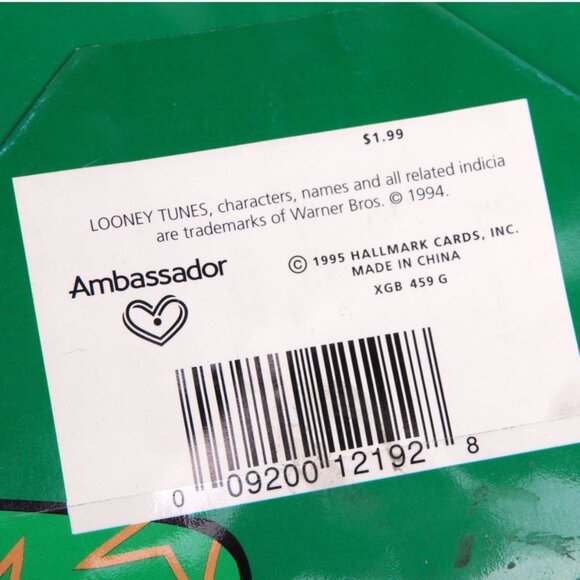 $1.99
LOONEY TUNES, characters, names and all related indicia
are trademarks of Warner Bros. © 1994.
Ambassador
© 1995 HALLMARK CARDS, INC.
MADE IN CHINA
XGB 459 G
0 09200 12192 8